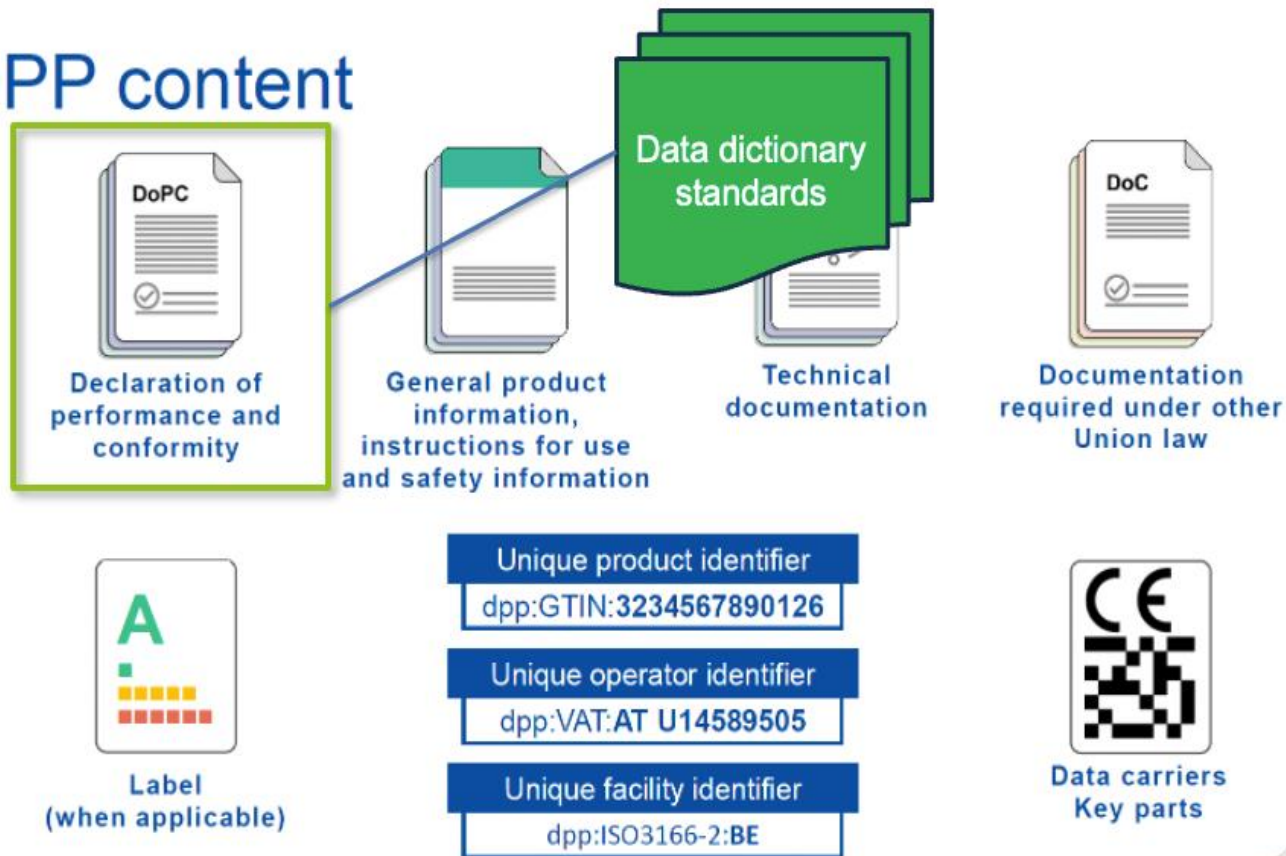 PP content
DoPC
Declaration of
performance and
conformity
General product
information,
instructions for use
and safety information
Data dictionary
standards
Technical
documentation
DoC
Documentation
required under other
Union law
A
Label
(when applicable)
Unique product identifier
dpp:GTIN:3234567890126
Unique operator identifier
dpp:VAT:AT U14589505
Unique facility identifier
dpp:ISO3166-2:BE
CE
Data carriers
Key parts